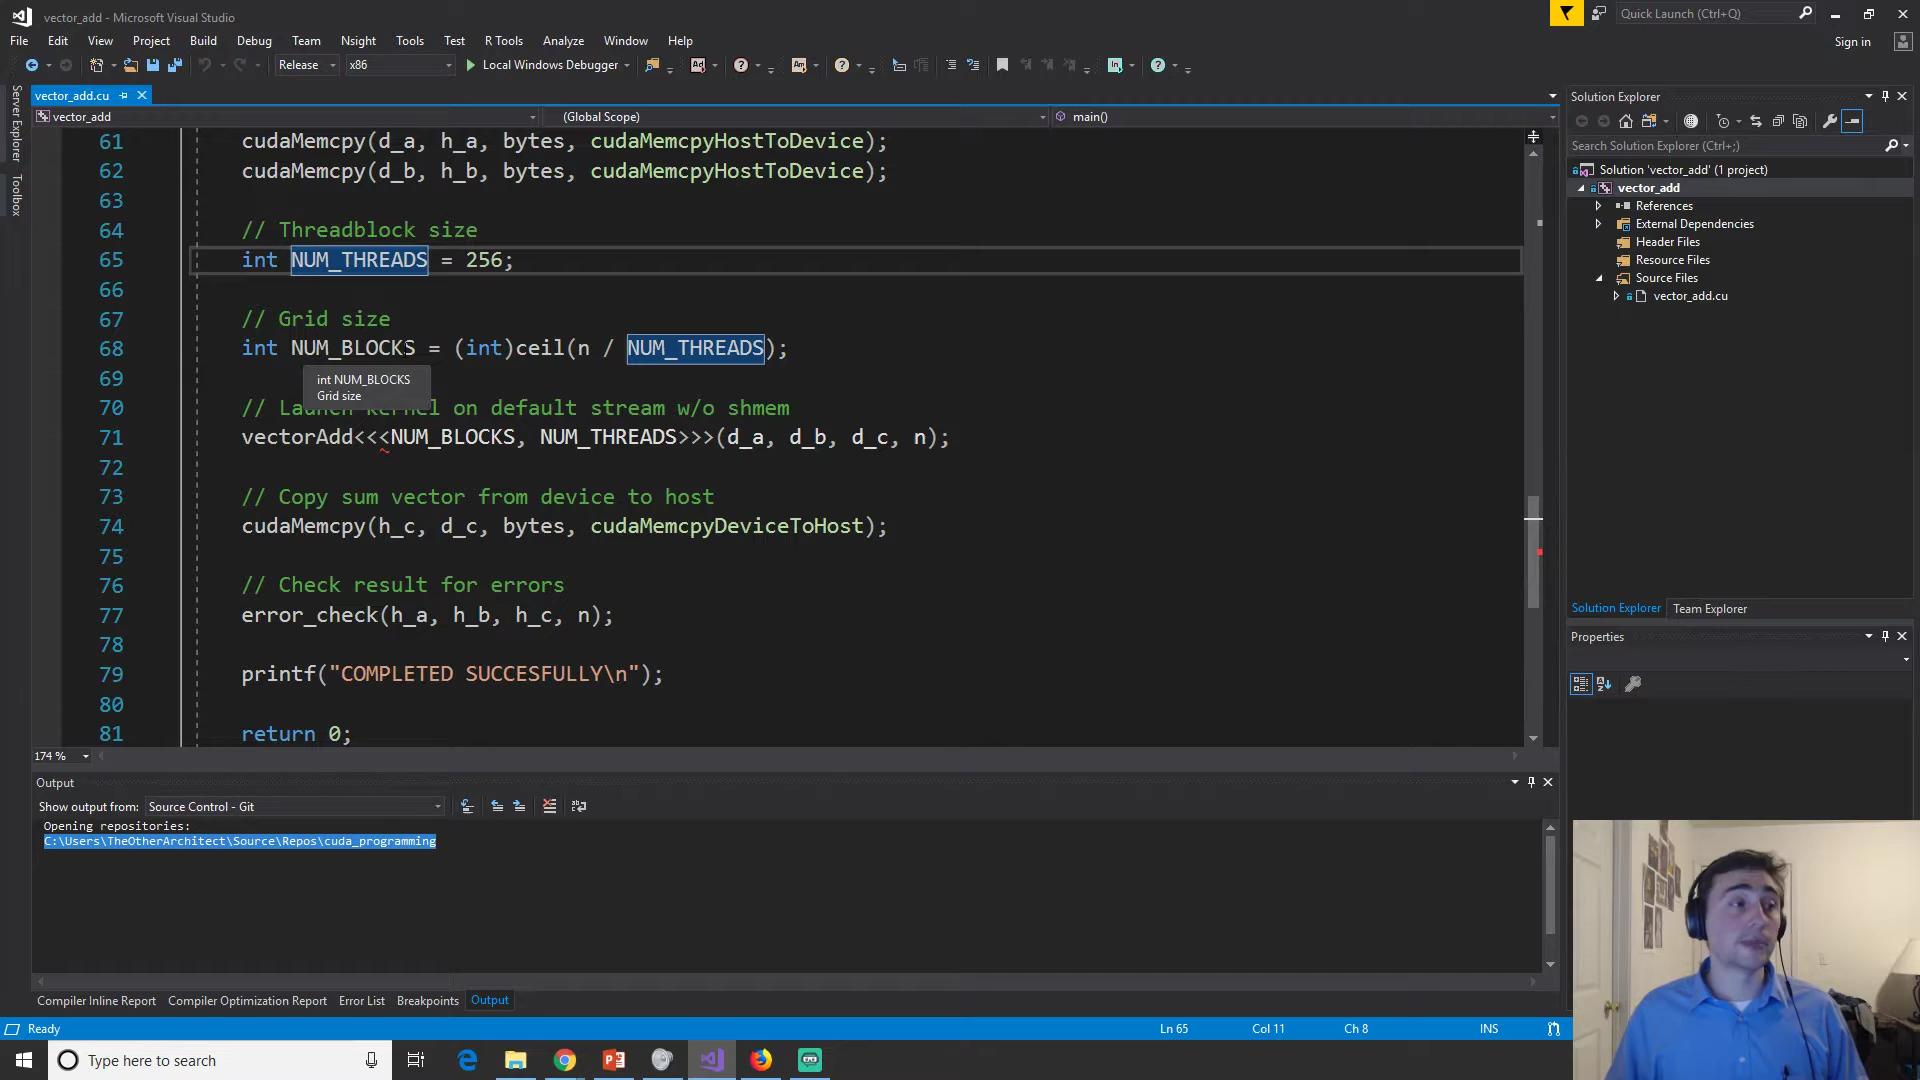 vector_add - Microsoft Visual Studio
Quick Launch (Ctrl+Q)
File Edit View Project Build Debug Team Nsight Tools Test R Tools Analyze Window Help
Sign in
Release x86 Local Windows Debugger
Server Explorer
Toolbox
vector_add.cu
vector_add (Global Scope) main()
61 cudaMemcpy(d_a, h_a, bytes, cudaMemcpyHostToDevice);
62 cudaMemcpy(d_b, h_b, bytes, cudaMemcpyHostToDevice);
63
64 // Threadblock size
65 int NUM_THREADS = 256;
66
67 // Grid size
68 int NUM_BLOCKS = (int)ceil(n / NUM_THREADS);
69
int NUM_BLOCKS
Grid size
70 // Launch kernel on default stream w/o shmem
71 vectorAdd<<<NUM_BLOCKS, NUM_THREADS>>>(d_a, d_b, d_c, n);
72
73 // Copy sum vector from device to host
74 cudaMemcpy(h_c, d_c, bytes, cudaMemcpyDeviceToHost);
75
76 // Check result for errors
77 error_check(h_a, h_b, h_c, n);
78
79 printf("COMPLETED SUCCESFULLY\n");
80
81 return 0;
174 %
Output
Show output from: Source Control - Git
Opening repositories:
C:\Users\TheOtherArchitect\Source\Repos\cuda_programming
Compiler Inline Report Compiler Optimization Report Error List Breakpoints Output
Solution Explorer
Search Solution Explorer (Ctrl+;)
Solution 'vector_add' (1 project)
vector_add
References
External Dependencies
Header Files
Resource Files
Source Files
vector_add.cu
Solution Explorer Team Explorer
Properties
Ready Ln 65 Col 11 Ch 8 INS
Type here to search